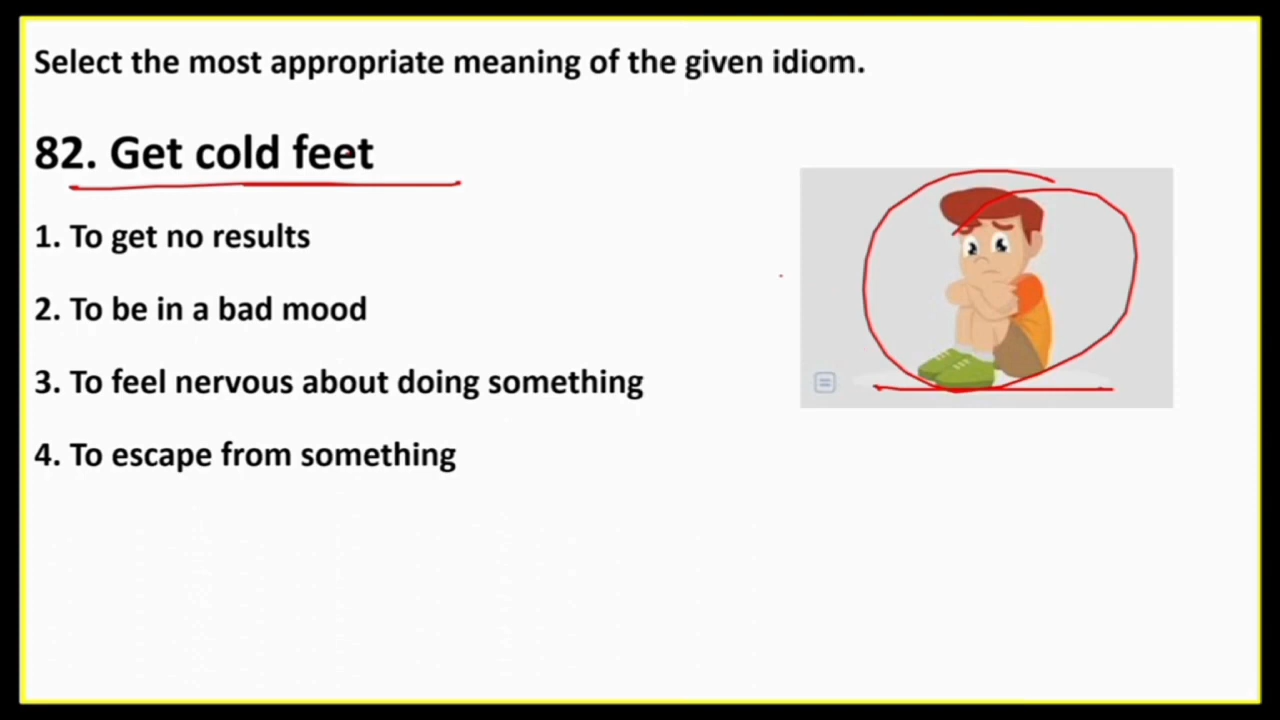 Select the most appropriate meaning of the given idiom.
82. Get cold feet
1. To get no results
2. To be in a bad mood
3. To feel nervous about doing something
4. To escape from something